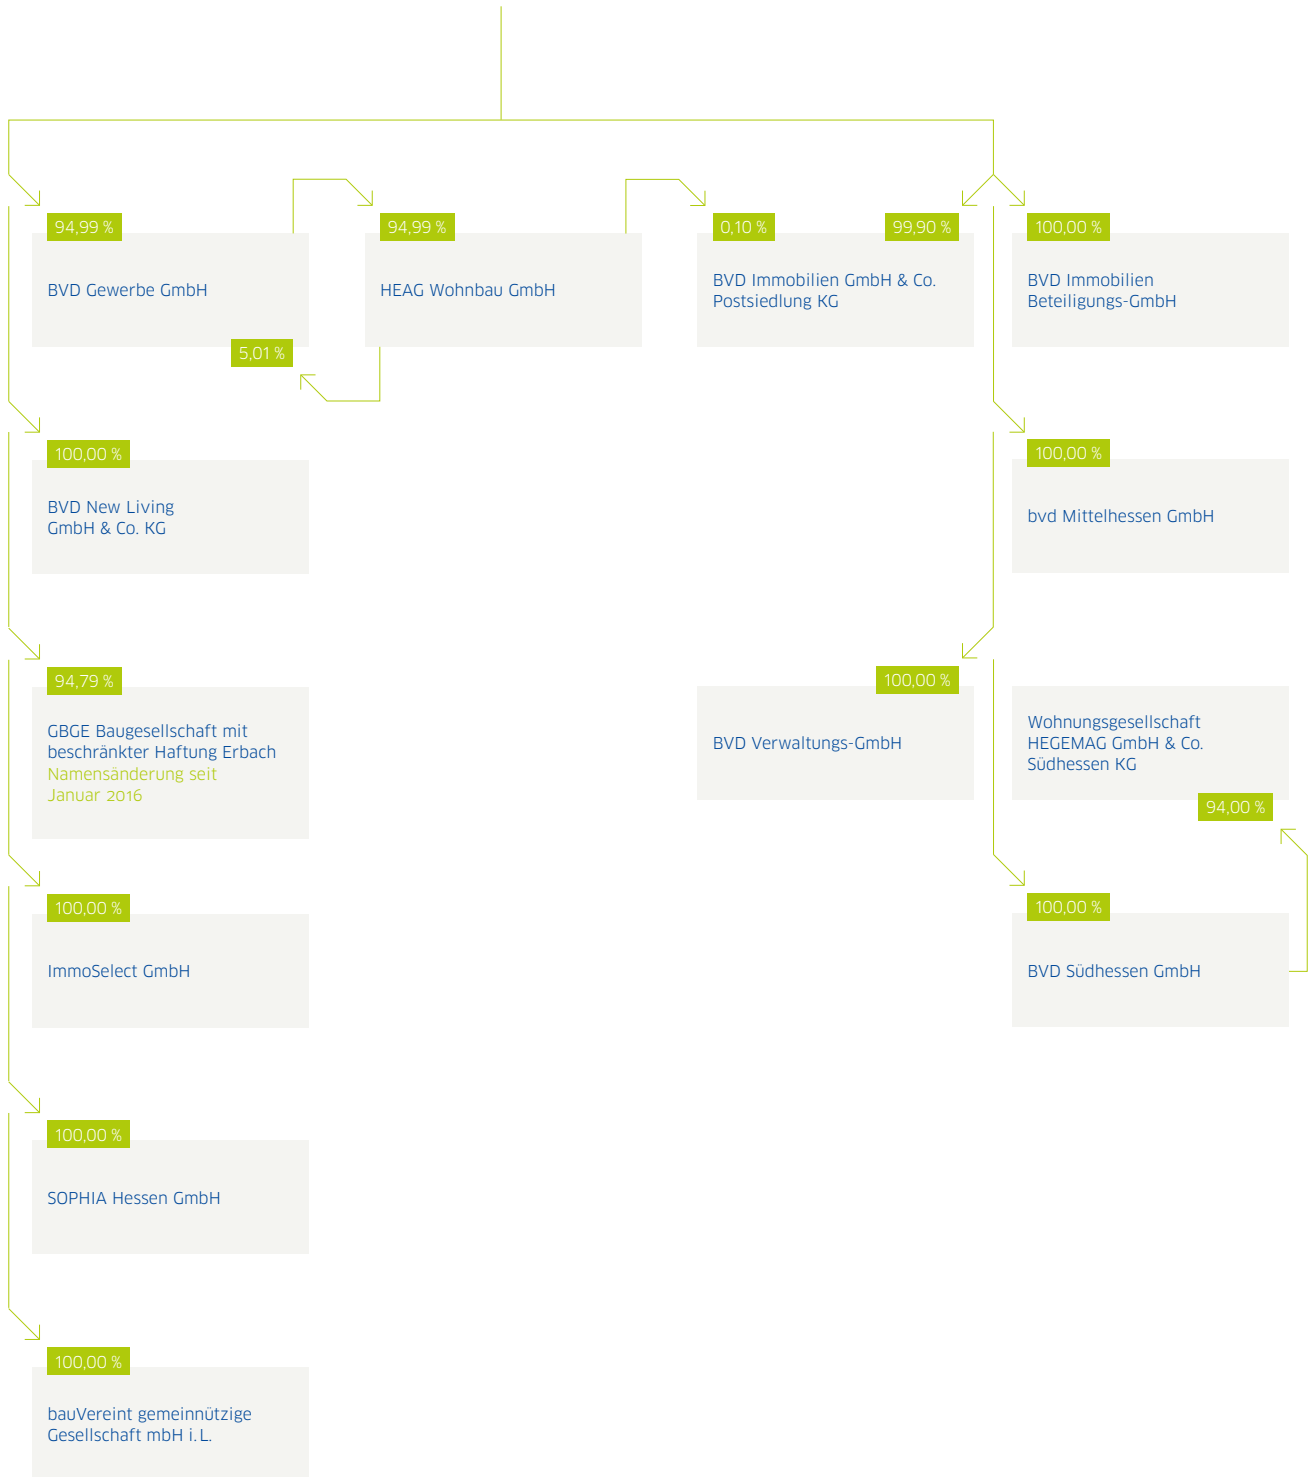 94,99 %
BVD Gewerbe GmbH
5,01 %
94,99 %
HEAG Wohnbau GmbH
0,10 %
99,90 %
BVD Immobilien GmbH & Co.
Postsiedlung KG
100,00 %
BVD Immobilien
Beteiligungs-GmbH
100,00 %
BVD New Living
GmbH & Co. KG
100,00 %
bvd Mittelhessen GmbH
94,79 %
GBGE Baugesellschaft mit
beschränkter Haftung Erbach
Namensänderung seit
Januar 2016
100,00 %
BVD Verwaltungs-GmbH
Wohnungsgesellschaft
HEGEMAG GmbH & Co.
Südhessen KG
94,00 %
100,00 %
ImmoSelect GmbH
100,00 %
BVD Südhessen GmbH
100,00 %
SOPHIA Hessen GmbH
100,00 %
bauVereint gemeinnützige
Gesellschaft mbH i. L.